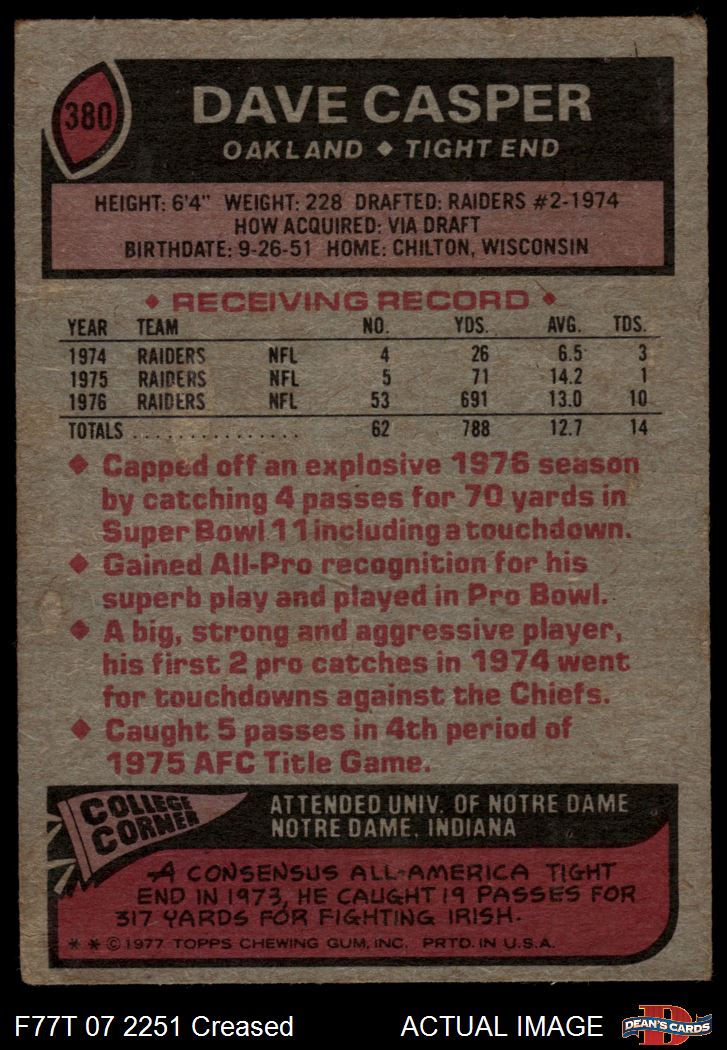 380
DAVE CASPER
OAKLAND ◆ TIGHT END
HEIGHT: 6'4" WEIGHT: 228 DRAFTED: RAIDERS #2-1974
HOW ACQUIRED: VIA DRAFT
BIRTHDATE: 9-26-51 HOME: CHILTON, WISCONSIN
◆ RECEIVING RECORD ◆
YEAR TEAM NO. YDS. AVG. TDS.
1974 RAIDERS NFL 4 26 6.5 3
1975 RAIDERS NFL 5 71 14.2 1
1976 RAIDERS NFL 53 691 13.0 10
TOTALS ................ 62 788 12.7 14
◆ Capped off an explosive 1976 season
by catching 4 passes for 70 yards in
Super Bowl 11 including a touchdown.
◆ Gained All-Pro recognition for his
superb play and played in Pro Bowl.
◆ A big, strong and aggressive player,
his first 2 pro catches in 1974 went
for touchdowns against the Chiefs.
◆ Caught 5 passes in 4th period of
1975 AFC Title Game.
COLLEGE
CORNER
ATTENDED UNIV. OF NOTRE DAME
NOTRE DAME, INDIANA
A CONSENSUS ALL-AMERICA TIGHT
END IN 1973, HE CAUGHT 19 PASSES FOR
317 YARDS FOR FIGHTING IRISH.
* * © 1977 TOPPS CHEWING GUM, INC. PRTD. IN U.S.A.
F77T 07 2251 Creased ACTUAL IMAGE
D
DEAN'S CARDS